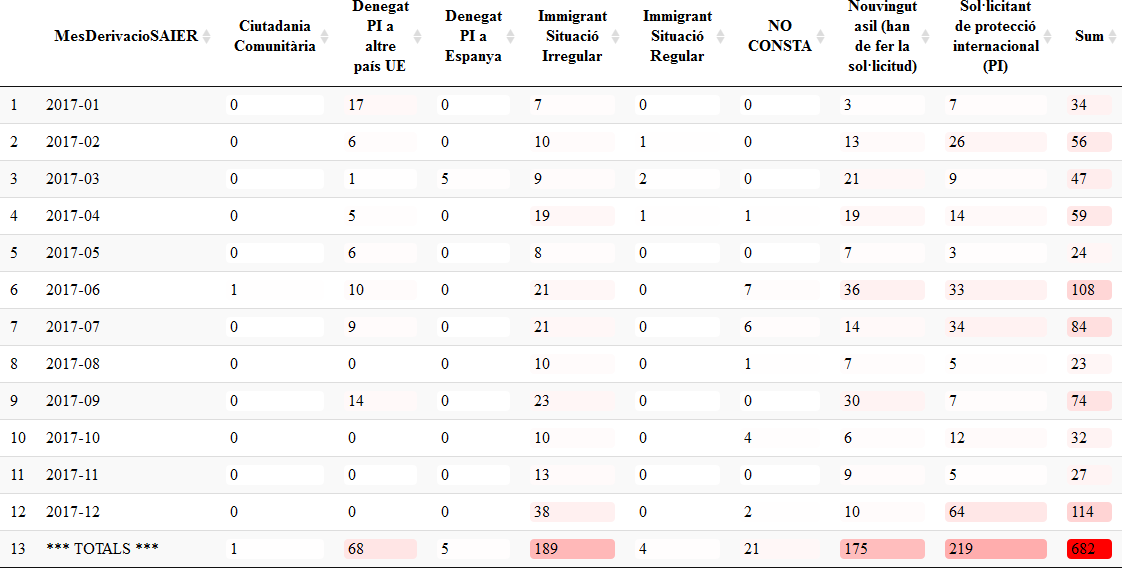 MesDerivacioSAIER
Ciutadania
Comunitària
Denegat
PI a
altre
país UE
Denegat
PI a
Espanya
Immigrant
Situació
Irregular
Immigrant
Situació
Regular
NO
CONSTA
Nouvingut
asil (han
de fer la
sol·licitud)
Sol·licitant
de protecció
internacional
(PI)
Sum
1 2017-01 0 17 0 7 0 0 3 7 34
2 2017-02 0 6 0 10 1 0 13 26 56
3 2017-03 0 1 5 9 2 0 21 9 47
4 2017-04 0 5 0 19 1 1 19 14 59
5 2017-05 0 6 0 8 0 0 7 3 24
6 2017-06 1 10 0 21 0 7 36 33 108
7 2017-07 0 9 0 21 0 6 14 34 84
8 2017-08 0 0 0 10 0 1 7 5 23
9 2017-09 0 14 0 23 0 0 30 7 74
10 2017-10 0 0 0 10 0 4 6 12 32
11 2017-11 0 0 0 13 0 0 9 5 27
12 2017-12 0 0 0 38 0 2 10 64 114
13 *** TOTALS *** 1 68 5 189 4 21 175 219 682